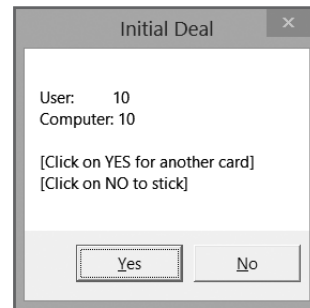 Initial Deal
×
User: 10
Computer: 10
[Click on YES for another card]
[Click on NO to stick]
Yes
No